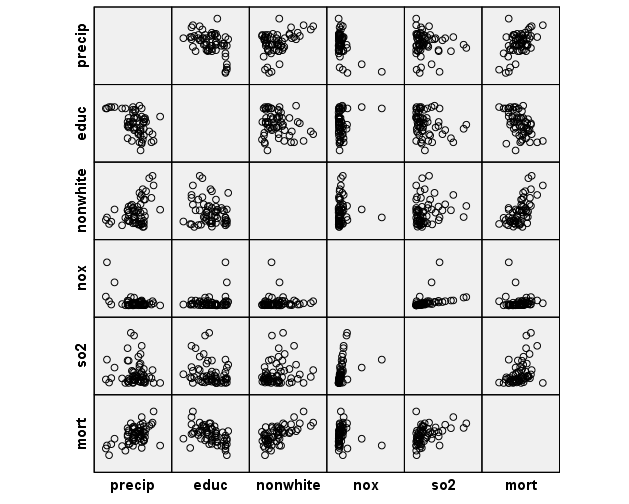 precip
educ
nonwhite
nox
so2
mort
precip educ nonwhite nox so2 mort